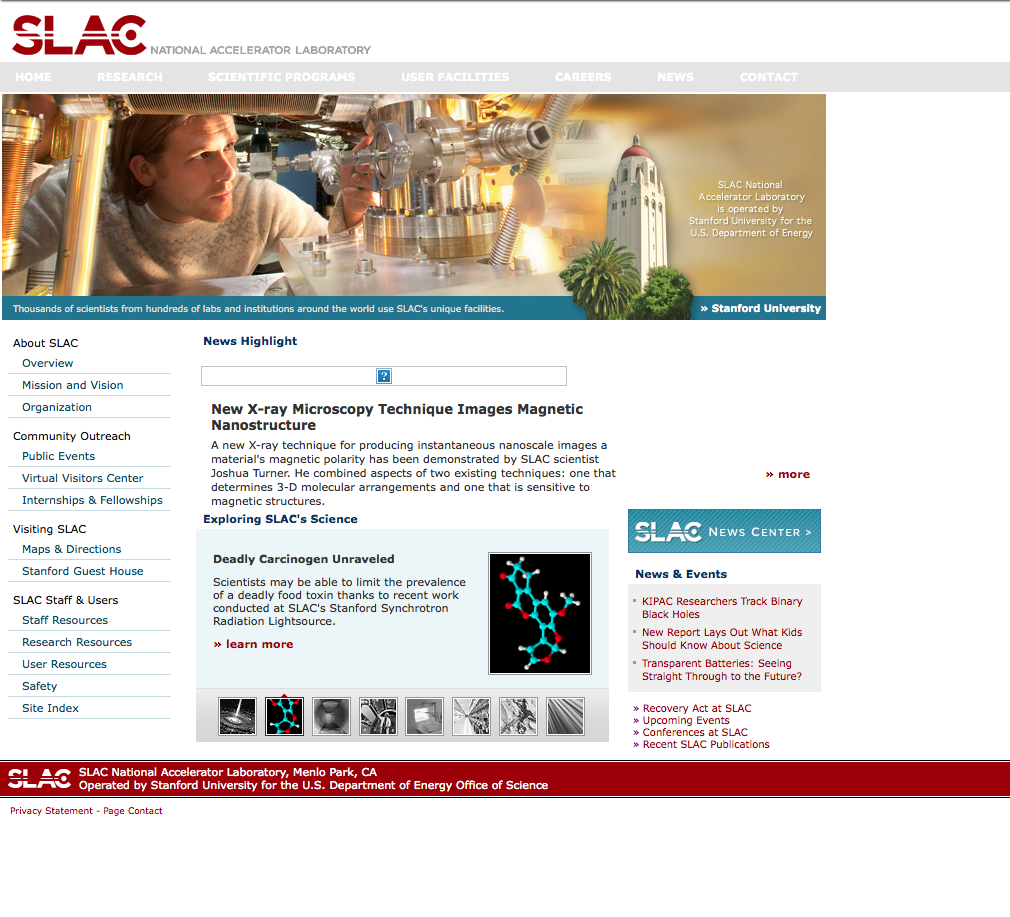 SLAC NATIONAL ACCELERATOR LABORATORY
HOME RESEARCH SCIENTIFIC PROGRAMS USER FACILITIES CAREERS NEWS CONTACT
SLAC National
Accelerator Laboratory
is operated by
Stanford University for the
U.S. Department of Energy
Thousands of scientists from hundreds of labs and institutions around the world use SLAC's unique facilities.
» Stanford University
About SLAC
Overview
Mission and Vision
Organization
Community Outreach
Public Events
Virtual Visitors Center
Internships & Fellowships
Visiting SLAC
Maps & Directions
Stanford Guest House
SLAC Staff & Users
Staff Resources
Research Resources
User Resources
Safety
Site Index
News Highlight
?
New X-ray Microscopy Technique Images Magnetic
Nanostructure
A new X-ray technique for producing instantaneous nanoscale images a
material's magnetic polarity has been demonstrated by SLAC scientist
Joshua Turner. He combined aspects of two existing techniques: one that
determines 3-D molecular arrangements and one that is sensitive to
magnetic structures.
» more
Exploring SLAC's Science
Deadly Carcinogen Unraveled
Scientists may be able to limit the prevalence
of a deadly food toxin thanks to recent work
conducted at SLAC's Stanford Synchrotron
Radiation Lightsource.
» learn more
SLAC NEWS CENTER >
News & Events
KIPAC Researchers Track Binary
Black Holes
New Report Lays Out What Kids
Should Know About Science
Transparent Batteries: Seeing
Straight Through to the Future?
» Recovery Act at SLAC
» Upcoming Events
» Conferences at SLAC
» Recent SLAC Publications
SLAC
SLAC National Accelerator Laboratory, Menlo Park, CA
Operated by Stanford University for the U.S. Department of Energy Office of Science
Privacy Statement - Page Contact